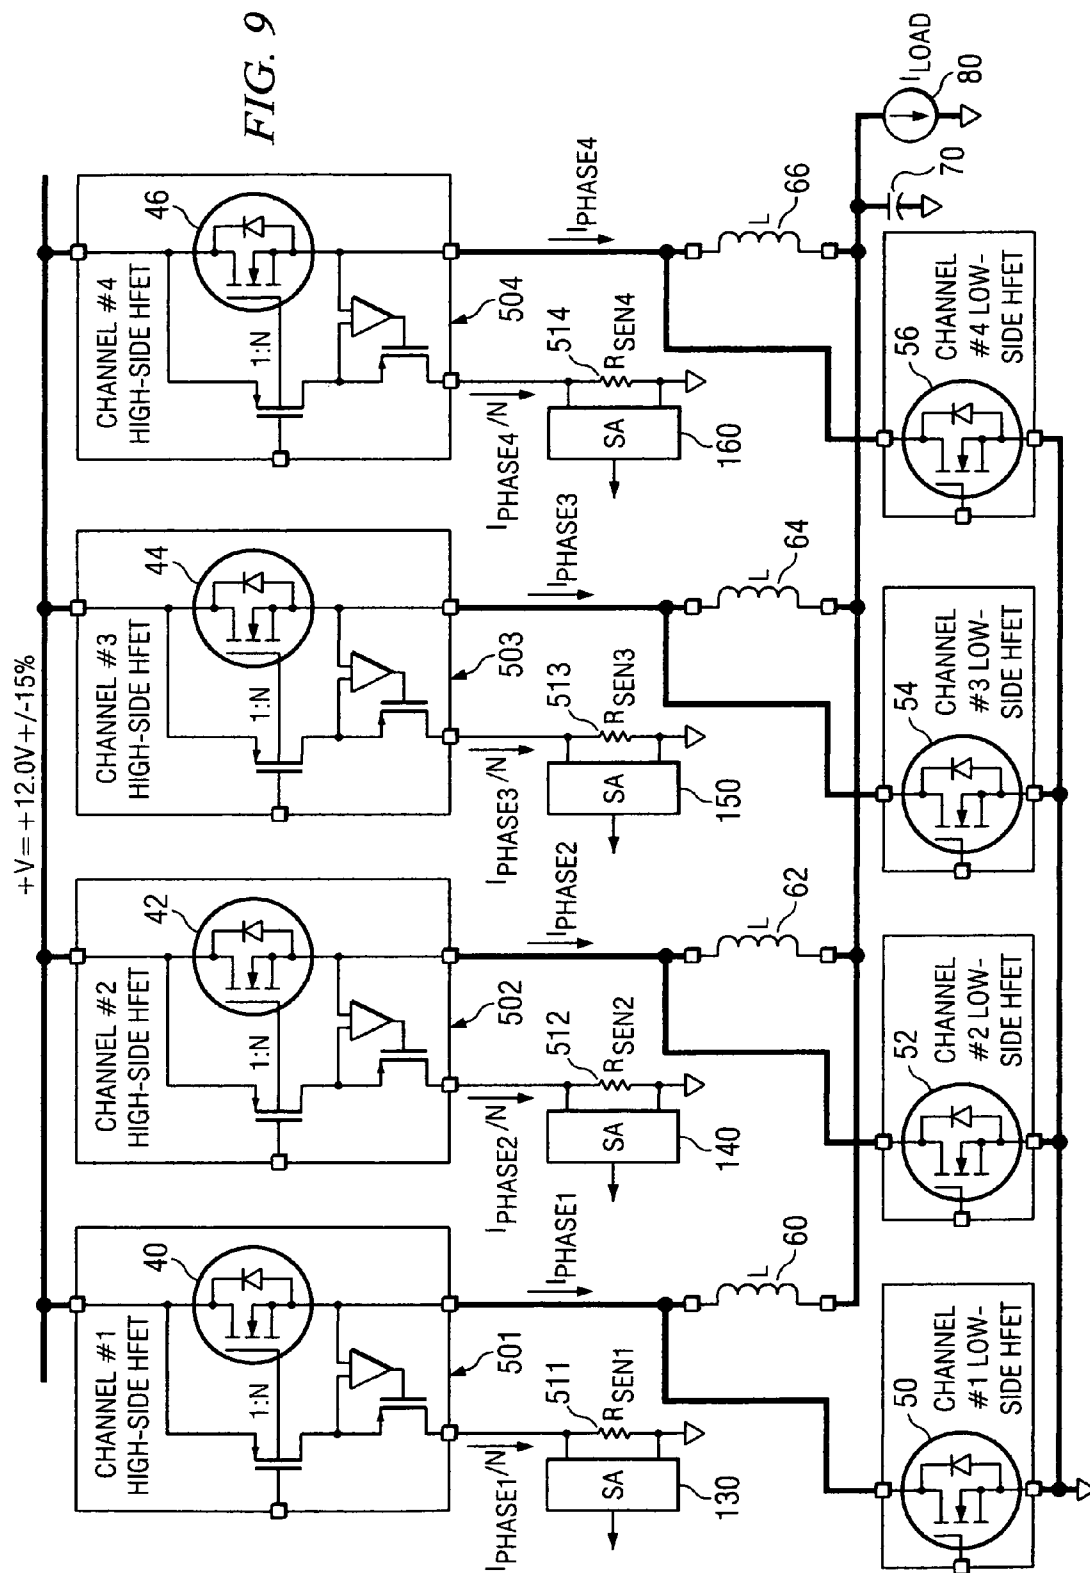 FIG. 9
+V=+12.0V+/-15%
CHANNEL #1
HIGH-SIDE HFET
40
1:N
501
IPHASE1/N
IPHASE1
511
RSEN1
SA
130
L
60
50
CHANNEL
#1 LOW-
SIDE HFET
CHANNEL #2
HIGH-SIDE HFET
42
1:N
502
IPHASE2/N
IPHASE2
512
RSEN2
SA
140
L
62
52
CHANNEL
#2 LOW-
SIDE HFET
CHANNEL #3
HIGH-SIDE HFET
44
1:N
503
IPHASE3/N
IPHASE3
513
RSEN3
SA
150
L
64
54
CHANNEL
#3 LOW-
SIDE HFET
CHANNEL #4
HIGH-SIDE HFET
46
1:N
504
IPHASE4/N
IPHASE4
514
RSEN4
SA
160
L
66
56
CHANNEL
#4 LOW-
SIDE HFET
70
ILOAD
80